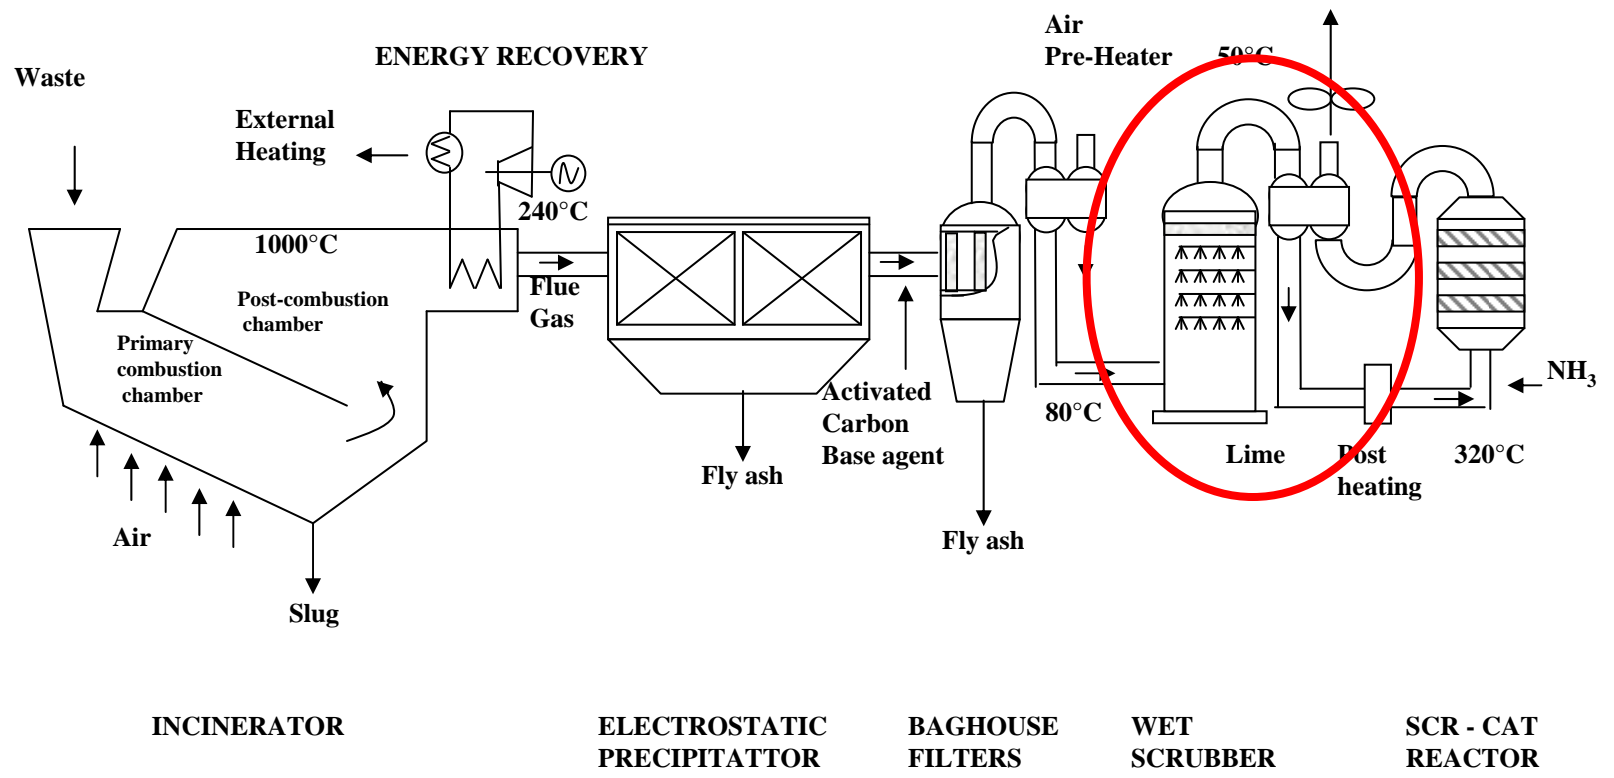 Air
Pre-Heater
50°C
ENERGY RECOVERY
Waste
External
Heating
240°C
1000°C
Post-combustion
chamber
Flue
Gas
Primary
combustion
chamber
Activated
Carbon
Base agent
80°C
NH3
Lime
Post
heating
320°C
Fly ash
Air
Fly ash
Slug
INCINERATOR
ELECTROSTATIC
PRECIPITATTOR
BAGHOUSE
FILTERS
WET
SCRUBBER
SCR - CAT
REACTOR